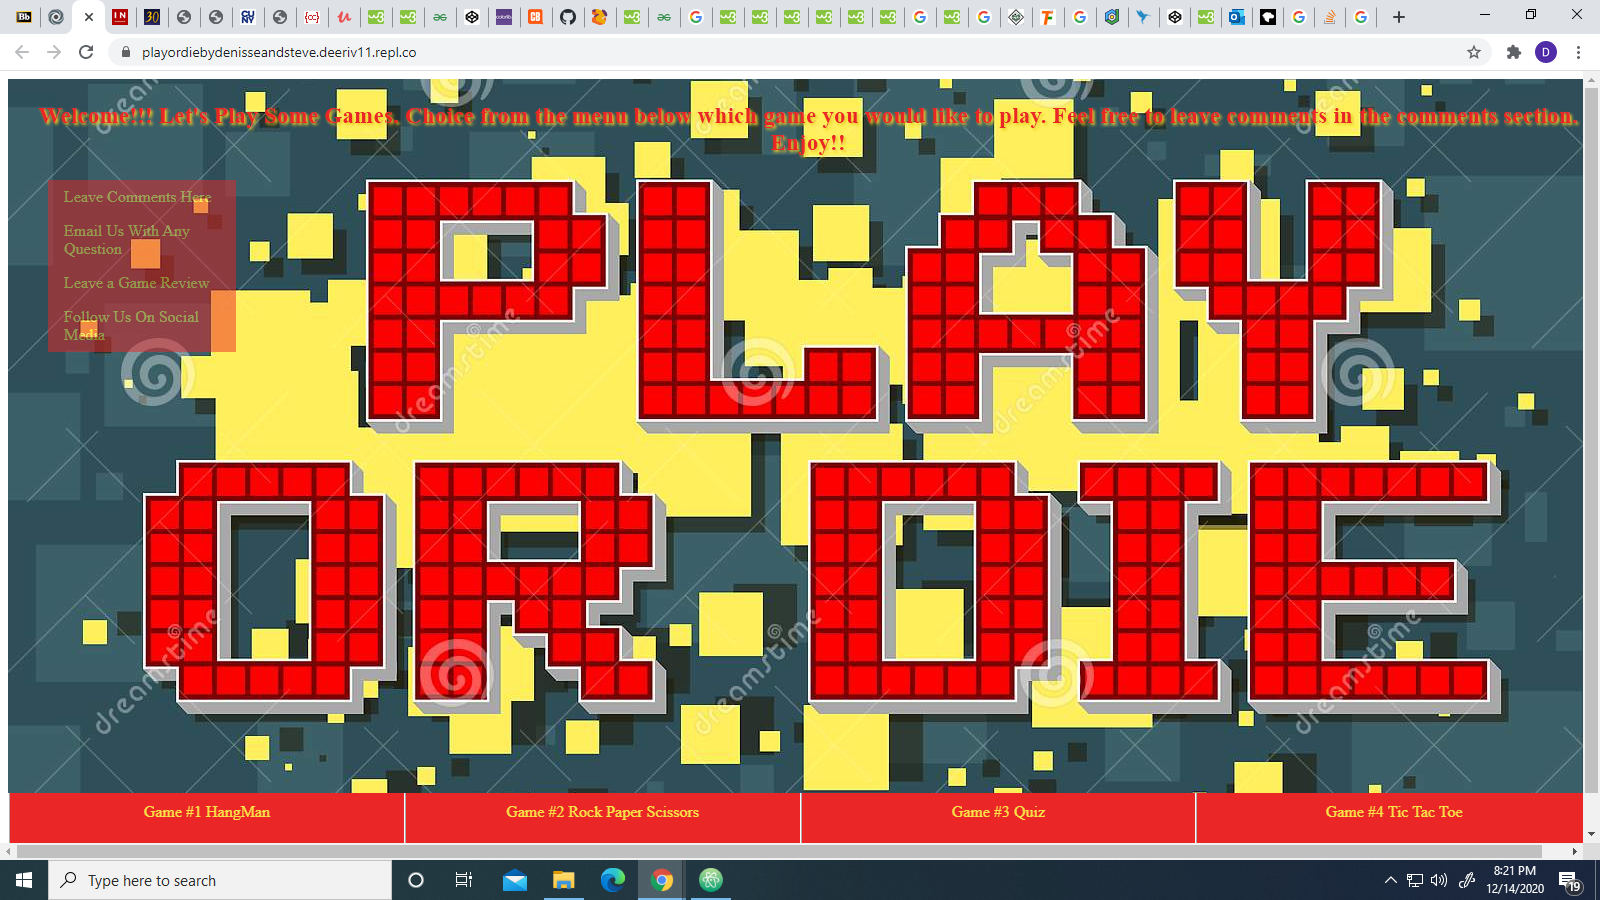 playordiebydenisseandsteve.deeriv11.repl.co
D
Welcome!!! Let's Play Some Games. Choice from the menu below which game you would like to play. Feel free to leave comments in the comments section.
Enjoy!!
Leave Comments Here
Email Us With Any
Question
Leave a Game Review
Follow Us On Social
Media
PLAY
OR DIE
dreamstime
dreamstime
dreamstime
dreamstime
dreamstime
Game #1 HangMan
Game #2 Rock Paper Scissors
Game #3 Quiz
Game #4 Tic Tac Toe
Type here to search
8:21 PM
12/14/2020
19